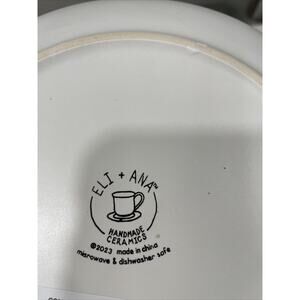 ELI + ANA™
HANDMADE
CERAMICS
©2023 made in china
microwave & dishwasher safe